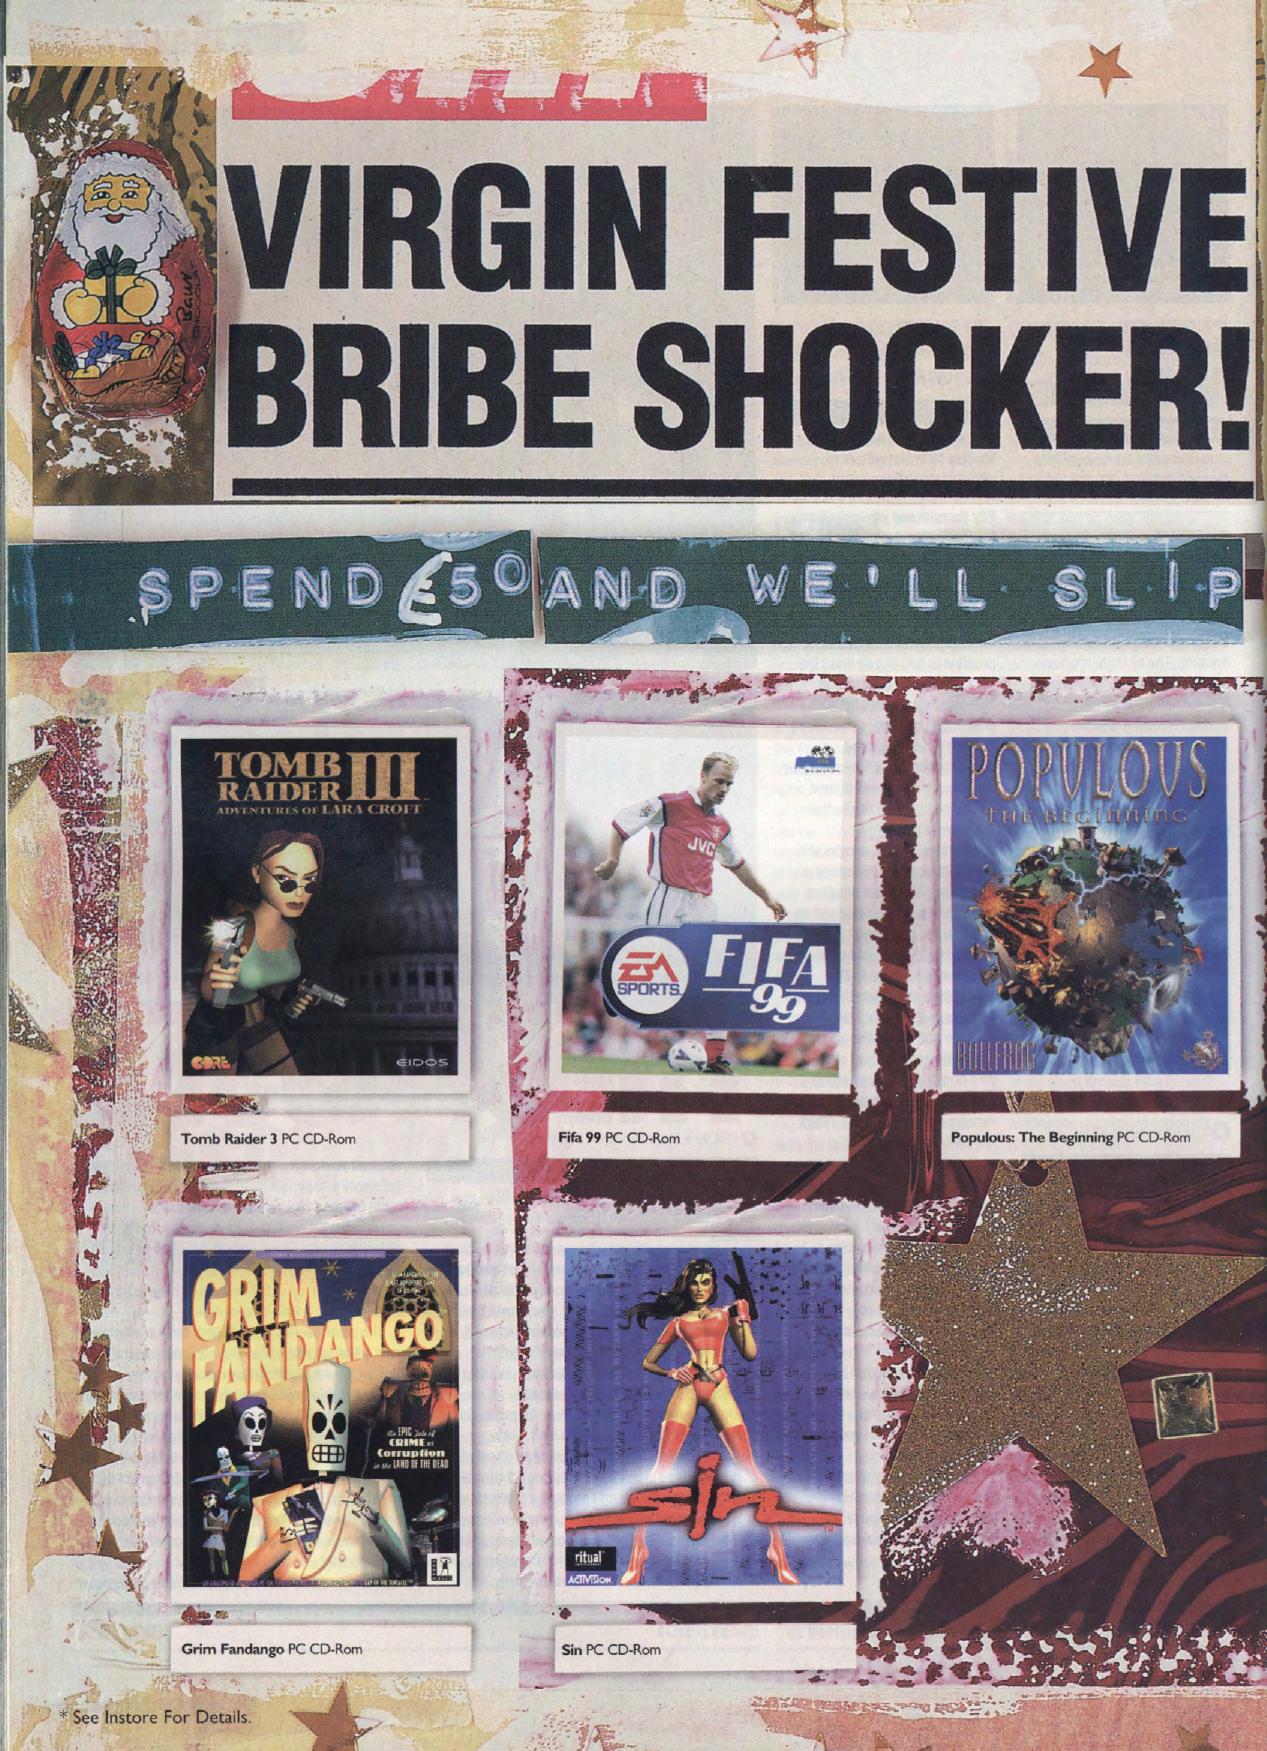 VIRGIN FESTIVE
BRIBE SHOCKER!
SPEND £50 AND WE'LL SLIP
TOMB
RAIDER III
ADVENTURES OF LARA CROFT
CORE
EIDOS
Tomb Raider 3 PC CD-Rom
JVC
EA
SPORTS
FIFA
99
Fifa 99 PC CD-Rom
POPULOUS
THE BEGINNING
BULLFROG
Populous: The Beginning PC CD-Rom
GRIM
FANDANGO
An EPIC Tale of
CRIME and
Corruption
in the LAND OF THE DEAD
Grim Fandango PC CD-Rom
sin
ritual
ACTIVISION
Sin PC CD-Rom
* See Instore For Details.